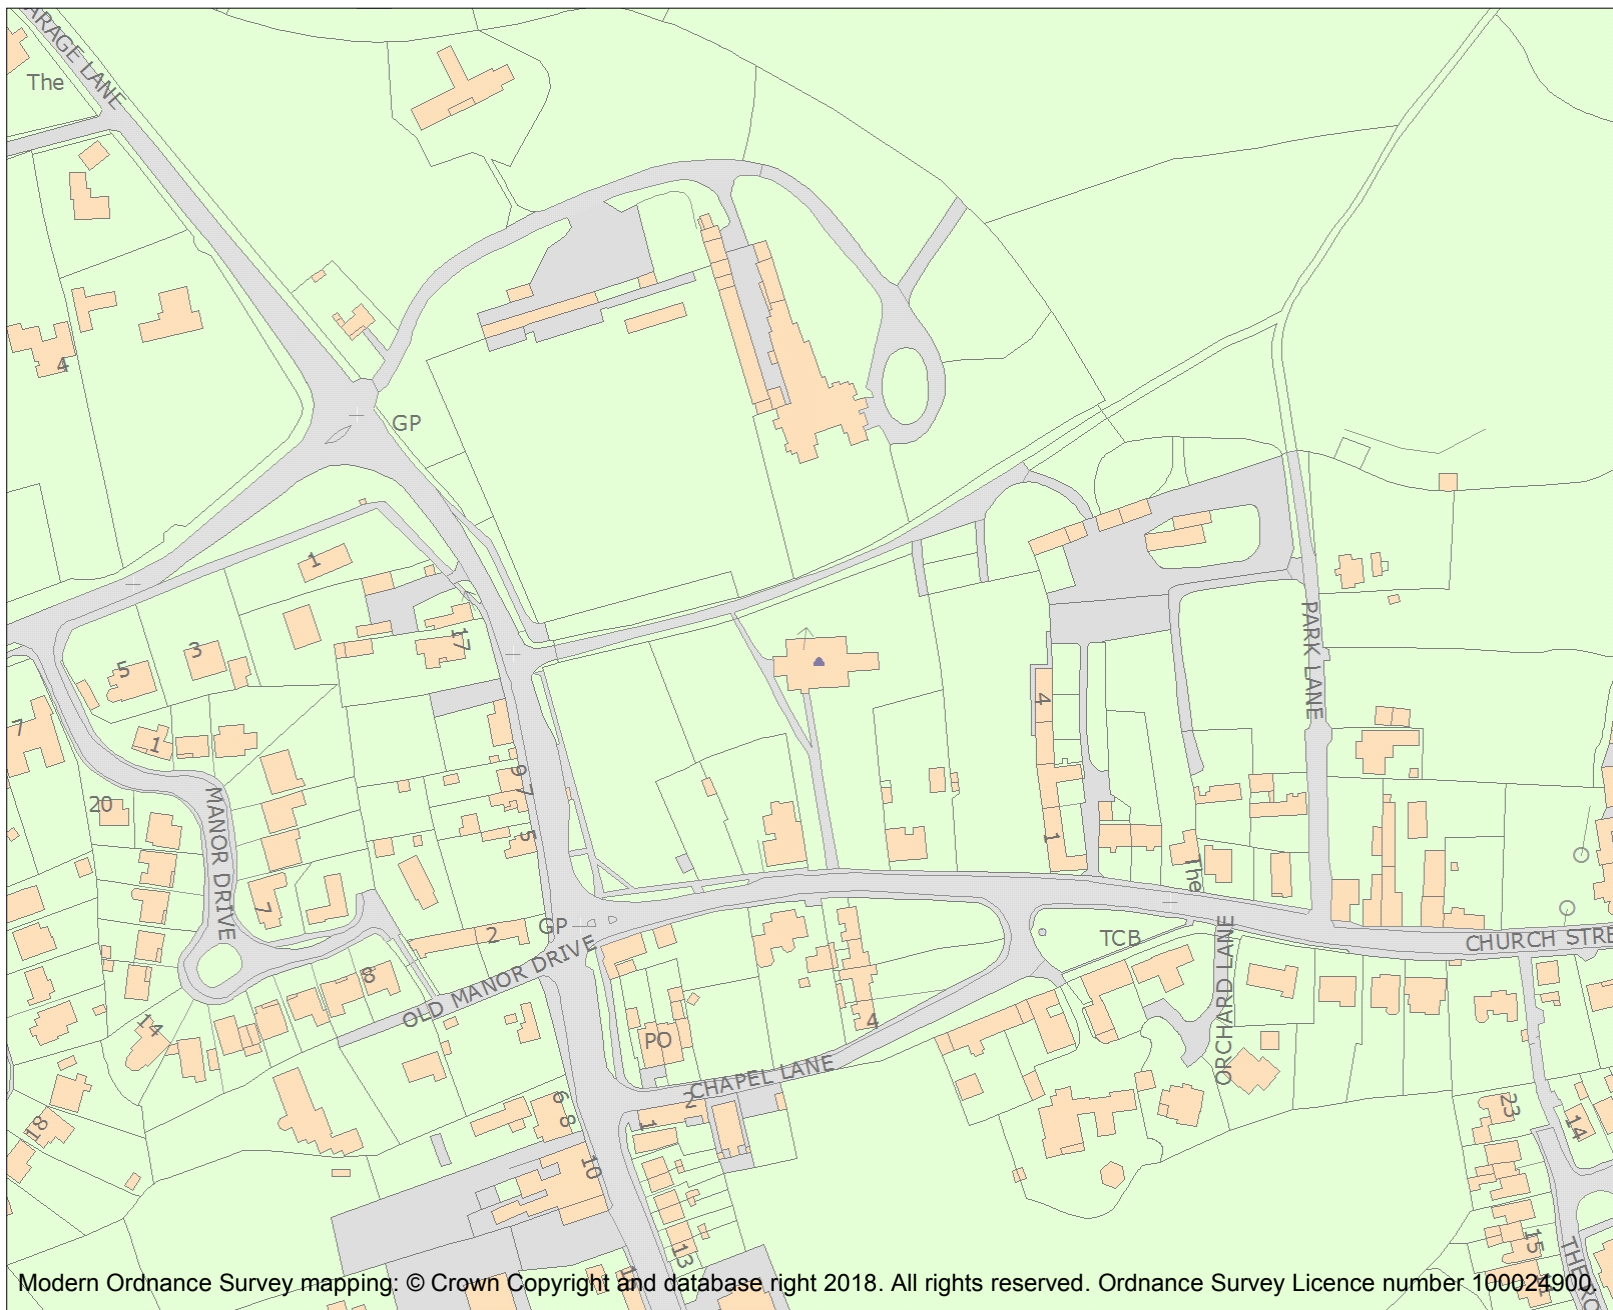 ARAGE LANE
The
4
GP
1
3
5
17
7
1
20
MANOR DRIVE
9
7
5
4
1
PARK LANE
The
7
2
GP
OLD MANOR DRIVE
8
14
18
TCB
ORCHARD LANE
CHURCH STRE
PO
4
CHAPEL LANE
2
1
6
8
10
13
23
14
15
Modern Ordnance Survey mapping: © Crown Copyright and database right 2018. All rights reserved. Ordnance Survey Licence number 100024900.